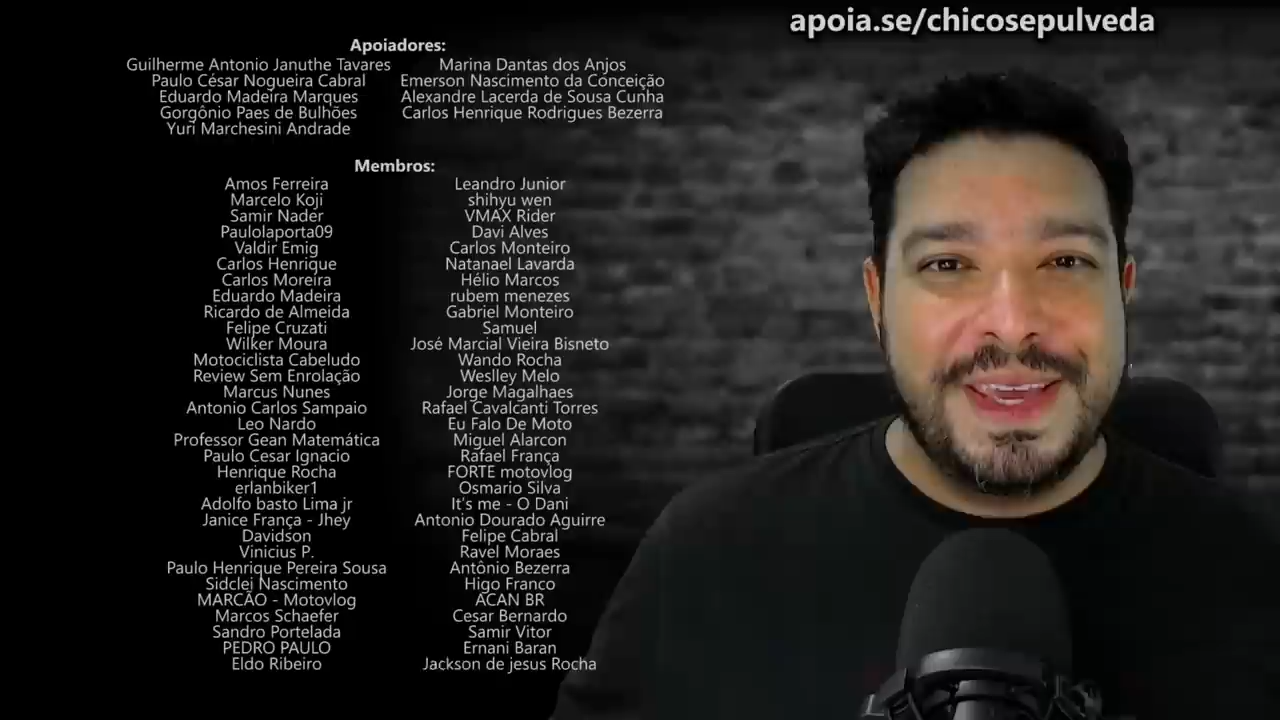 apoia.se/chicosepulveda
Apoiadores:
Guilherme Antonio Januthe Tavares
Paulo César Nogueira Cabral
Eduardo Madeira Marques
Gorgônio Paes de Bulhões
Yuri Marchesini Andrade
Marina Dantas dos Anjos
Emerson Nascimento da Conceição
Alexandre Lacerda de Sousa Cunha
Carlos Henrique Rodrigues Bezerra
Membros:
Amos Ferreira
Marcelo Koji
Samir Nader
Paulolaporta09
Valdir Emig
Carlos Henrique
Carlos Moreira
Eduardo Madeira
Ricardo de Almeida
Felipe Cruzati
Wilker Moura
Motociclista Cabeludo
Review Sem Enrolação
Marcus Nunes
Antonio Carlos Sampaio
Leo Nardo
Professor Gean Matemática
Paulo Cesar Ignacio
Henrique Rocha
erlanbiker1
Adolfo basto Lima jr
Janice França - Jhey
Davidson
Vinicius P.
Paulo Henrique Pereira Sousa
Sidclei Nascimento
MARCÃO - Motovlog
Marcos Schaefer
Sandro Portelada
PEDRO PAULO
Eldo Ribeiro
Leandro Junior
shihyu wen
VMAX Rider
Davi Alves
Carlos Monteiro
Natanael Lavarda
Hélio Marcos
rubem menezes
Gabriel Monteiro
Samuel
José Marcial Vieira Bisneto
Wando Rocha
Weslley Melo
Jorge Magalhaes
Rafael Cavalcanti Torres
Eu Falo De Moto
Miguel Alarcon
Rafael França
FORTE motovlog
Osmario Silva
It's me - O Dani
Antonio Dourado Aguirre
Felipe Cabral
Ravel Moraes
Antônio Bezerra
Higo Franco
ACAN BR
Cesar Bernardo
Samir Vitor
Ernani Baran
Jackson de jesus Rocha